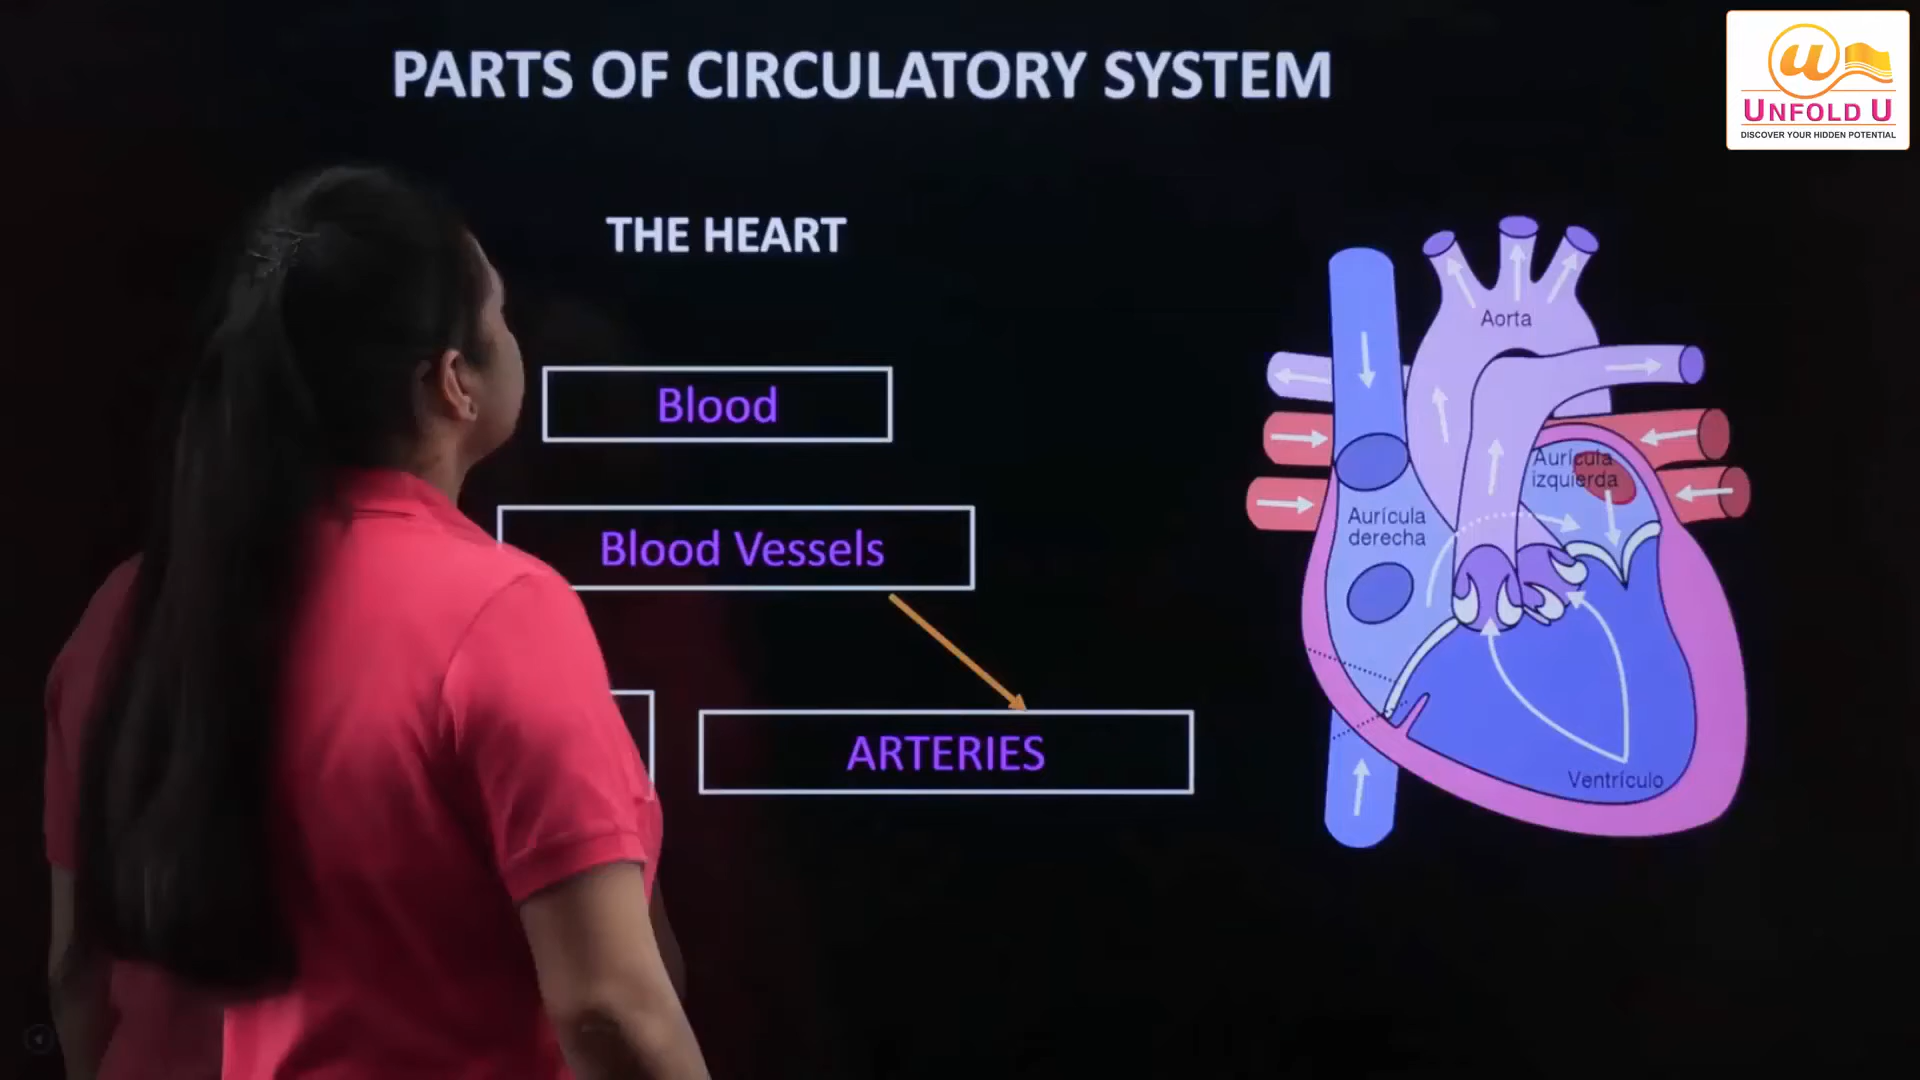 PARTS OF CIRCULATORY SYSTEM
u
UNFOLD U
DISCOVER YOUR HIDDEN POTENTIAL
THE HEART
Blood
Blood Vessels
ARTERIES
Aorta
Aurícula
izquierda
Aurícula
derecha
Ventrículo